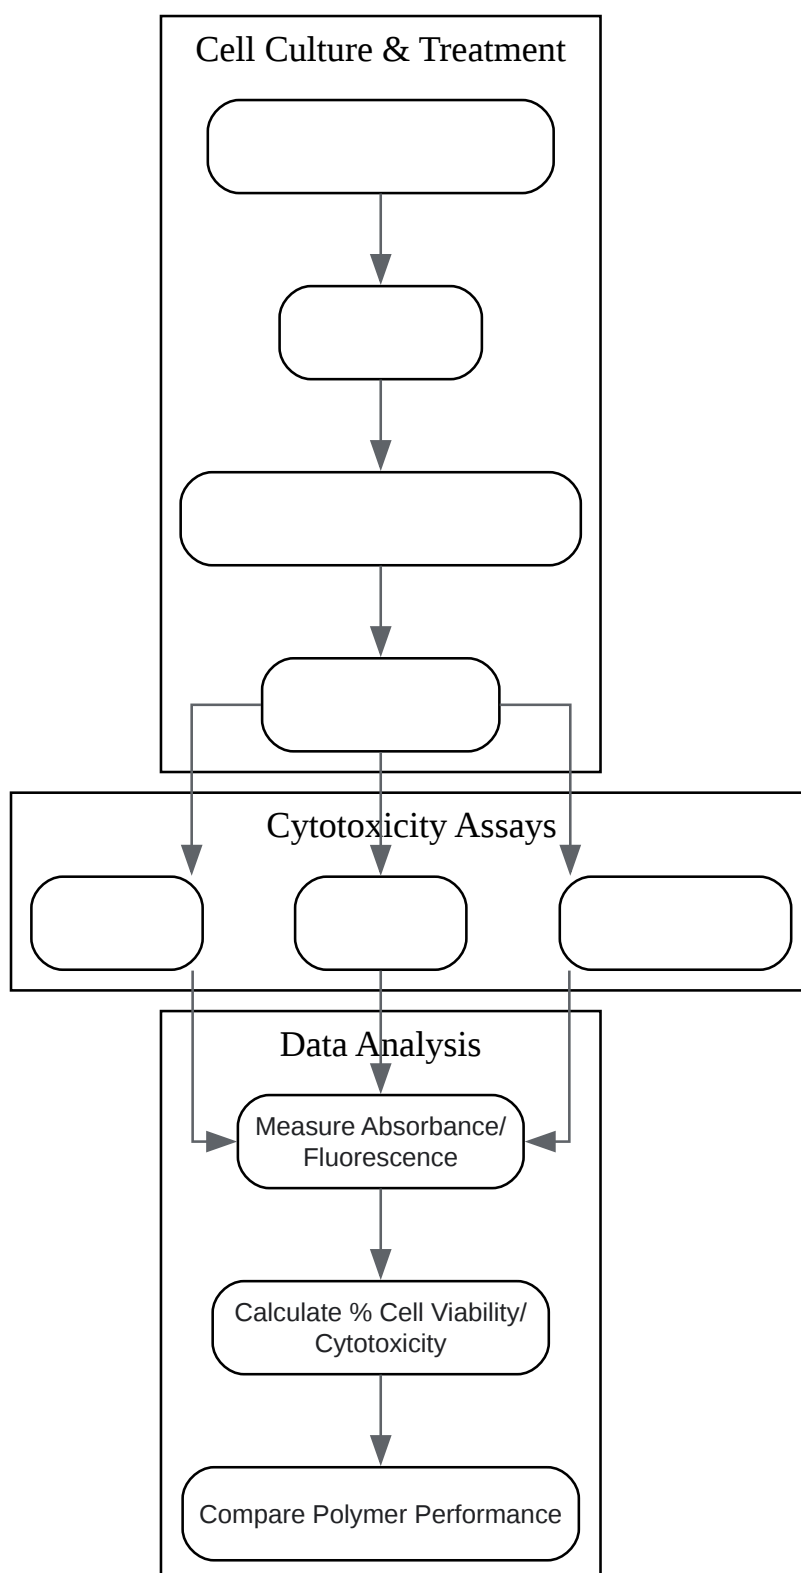 Cell Culture & Treatment
Cytotoxicity Assays
Data Analysis
Measure Absorbance/
Fluorescence
Calculate % Cell Viability/
Cytotoxicity
Compare Polymer Performance